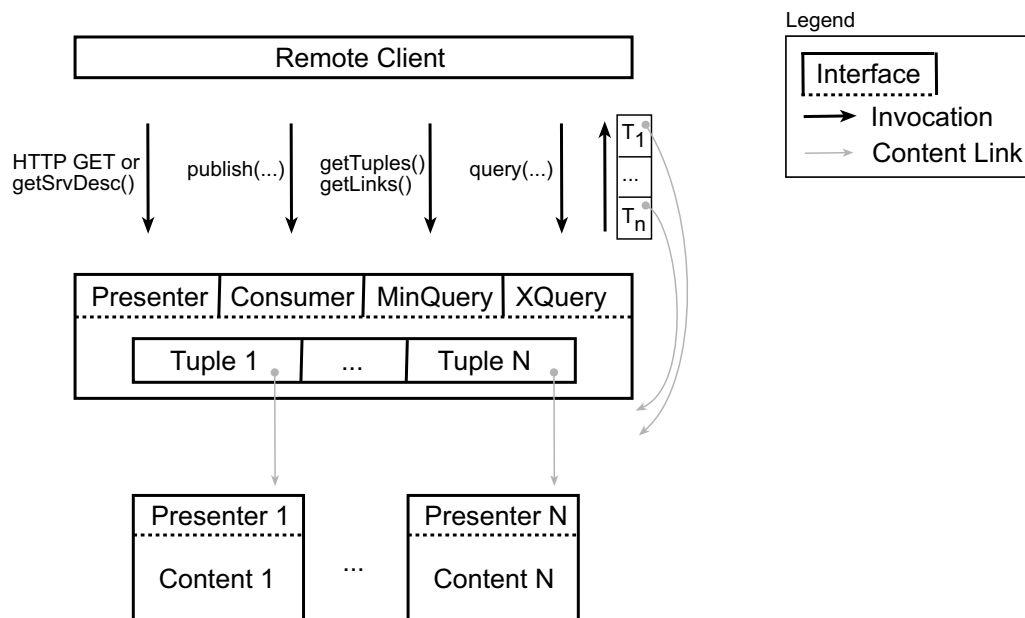 Legend
Remote Client
Interface
Invocation
Content Link
HTTP GET or
getSrvDesc()
publish(...)
getTuples()
getLinks()
query(...)
T1
...
Tn
Presenter Consumer MinQuery XQuery
Tuple 1 ... Tuple N
Presenter 1 Presenter N
...
Content 1 Content N